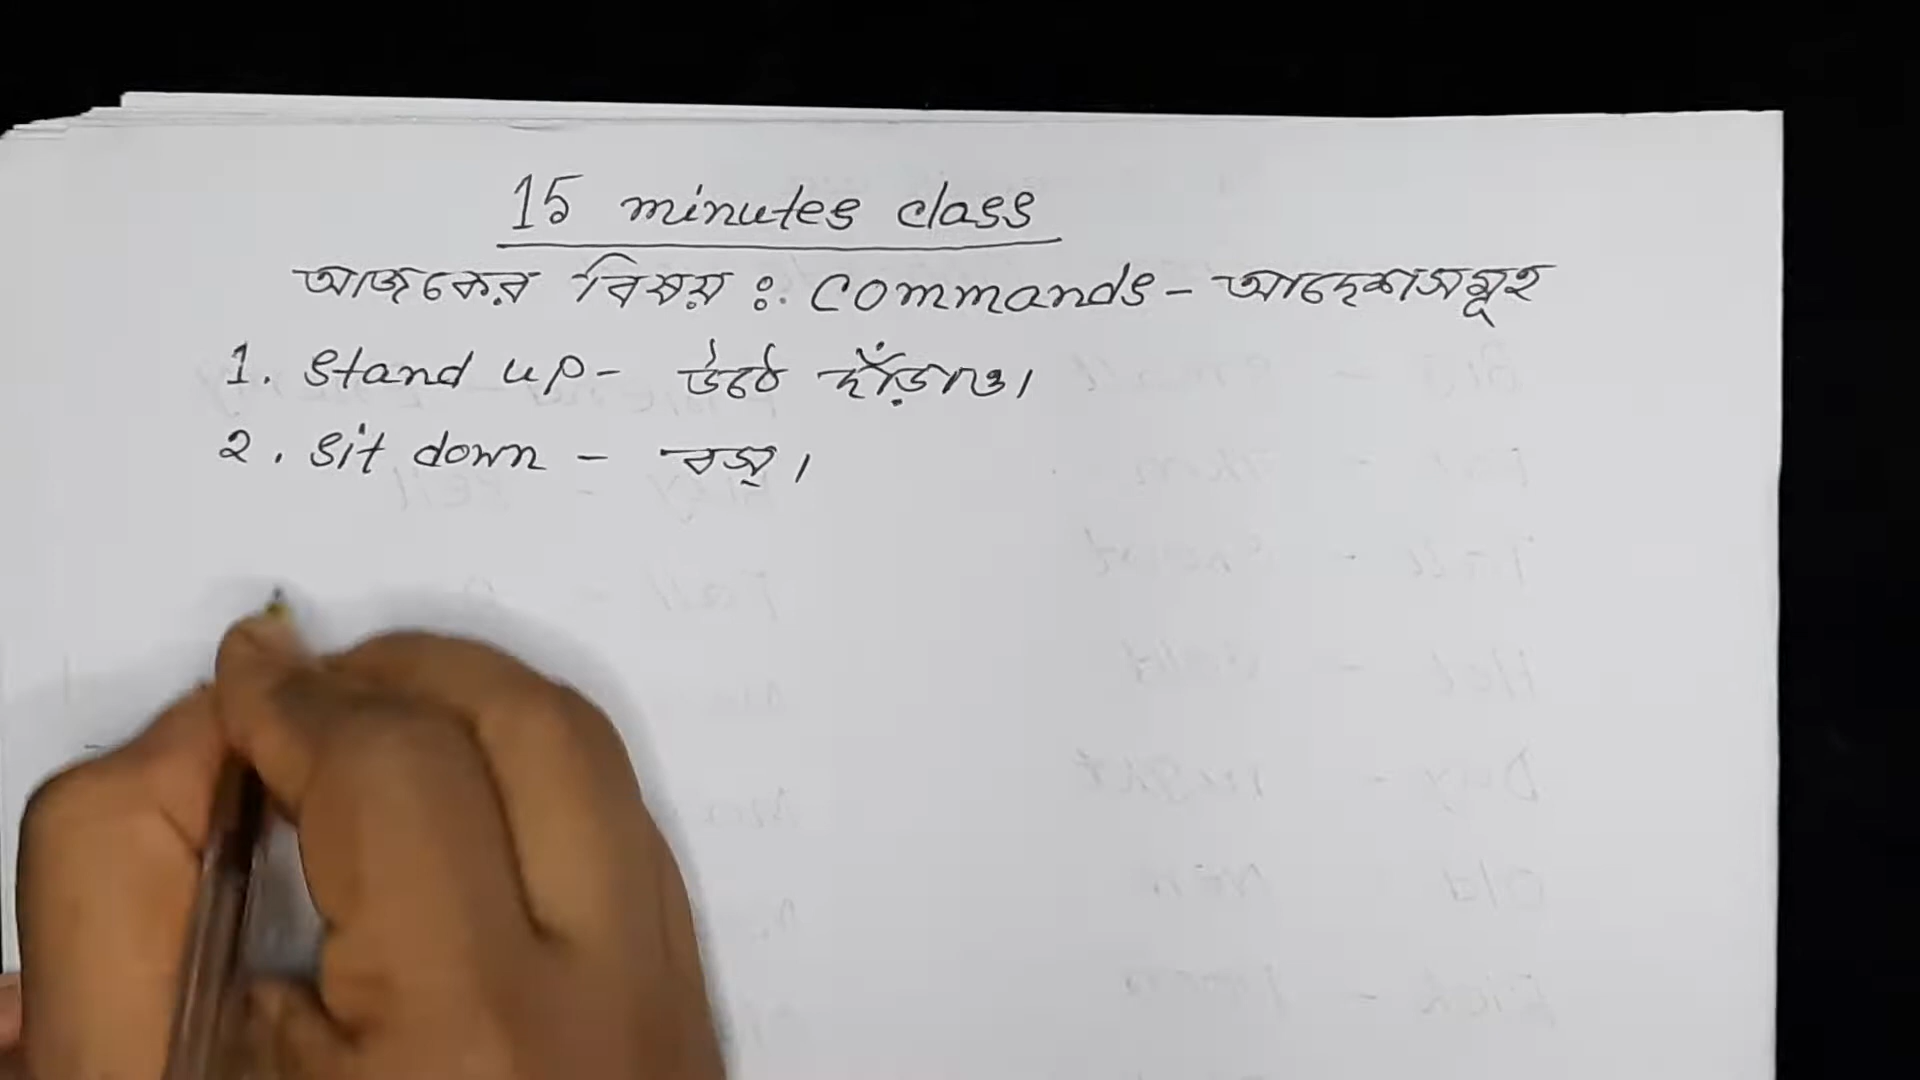 15 minutes class
আজকের বিষয় ঃ. Commands - আদেশসমূহ
1. Stand up - উঠে দাঁড়াও।
2. Sit down - বস।